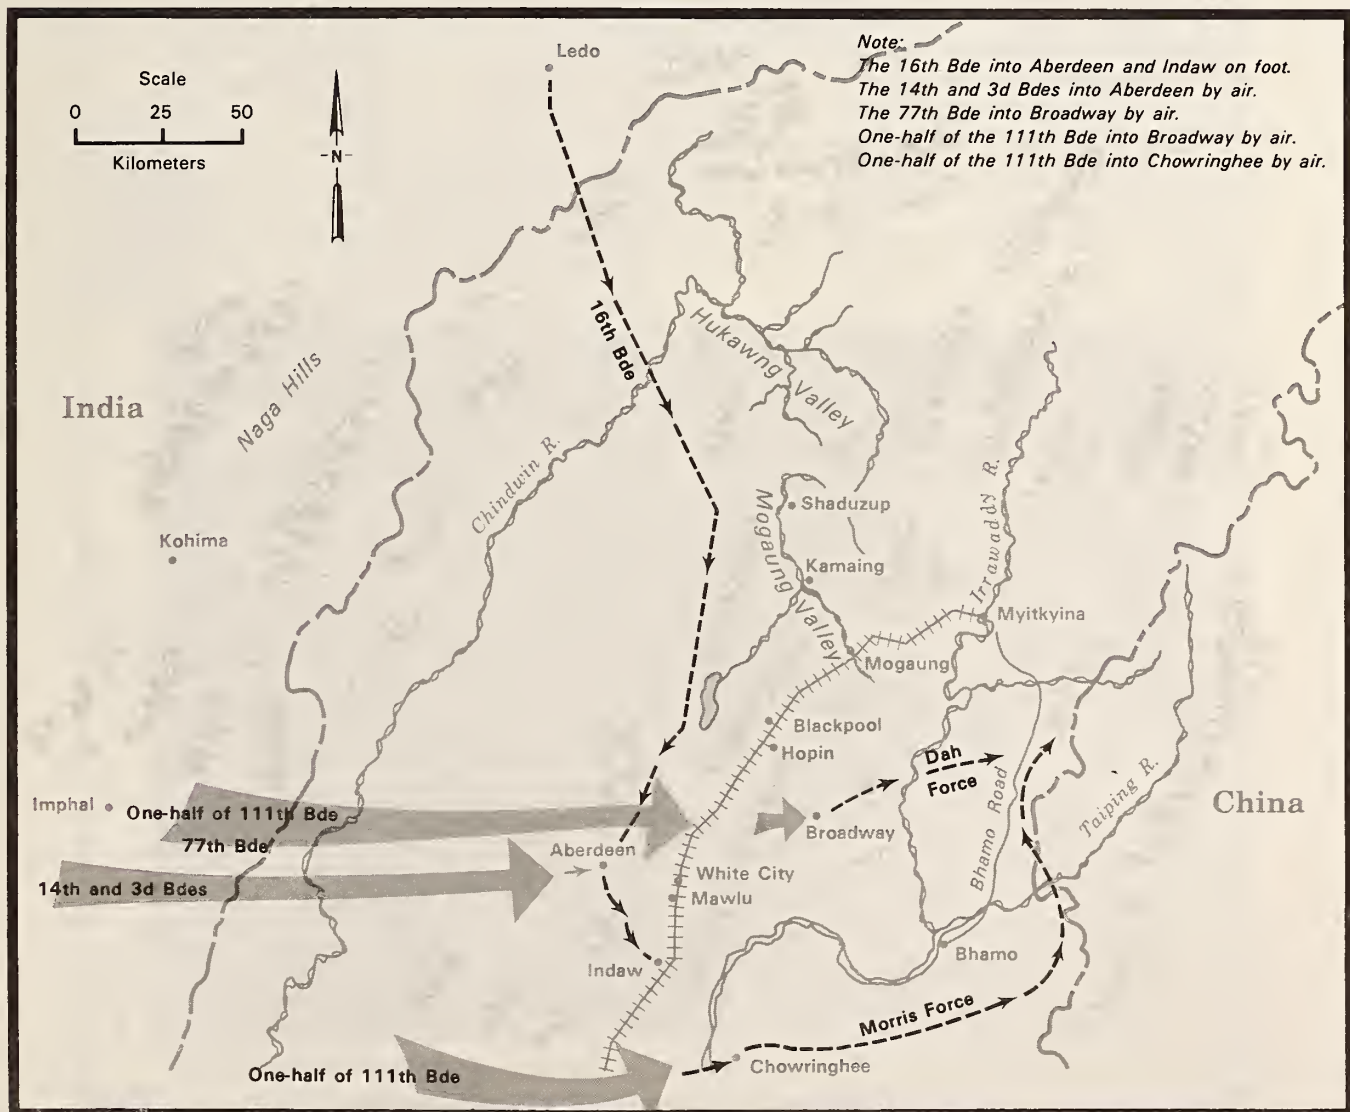 Ledo
Note:
The 16th Bde into Aberdeen and Indaw on foot.
The 14th and 3d Bdes into Aberdeen by air.
The 77th Bde into Broadway by air.
One-half of the 111th Bde into Broadway by air.
One-half of the 111th Bde into Chowringhee by air.
Scale
0 25 50
Kilometers
N
16th Bde
Hukawng Valley
India
Naga Hills
Chindwin R.
Irrawaddy R.
Mogaung Valley
Shaduzup
Kohima
Kamaing
Myitkyina
Mogaung
Blackpool
Hopin
Dah
Force
Imphal
One-half of 111th Bde
77th Bde
Broadway
Bhamo Road
Taiping R.
China
Aberdeen
14th and 3d Bdes
White City
Mawlu
Indaw
Bhamo
Morris Force
Chowringhee
One-half of 111th Bde